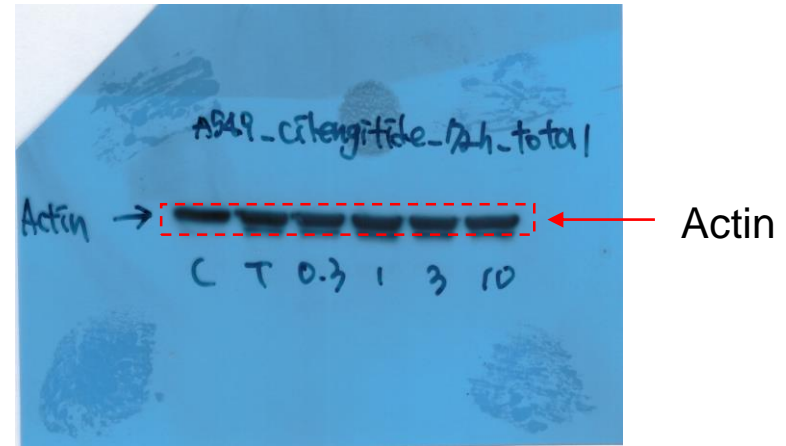 A549_cilengitide_72h_total
Actin → ← Actin
C T 0.3 1 3 10